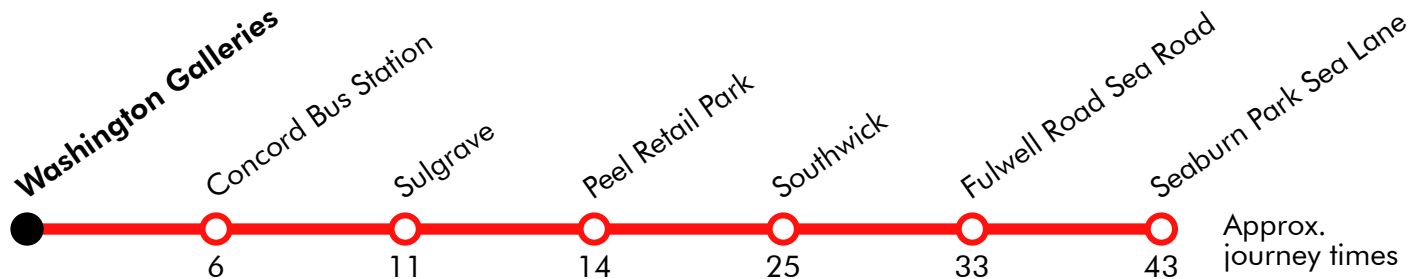 Washington Galleries
Concord Bus Station
Sulgrave
Peel Retail Park
Southwick
Fulwell Road Sea Road
Seaburn Park Sea Lane
6
11
14
25
33
43
Approx.
journey times